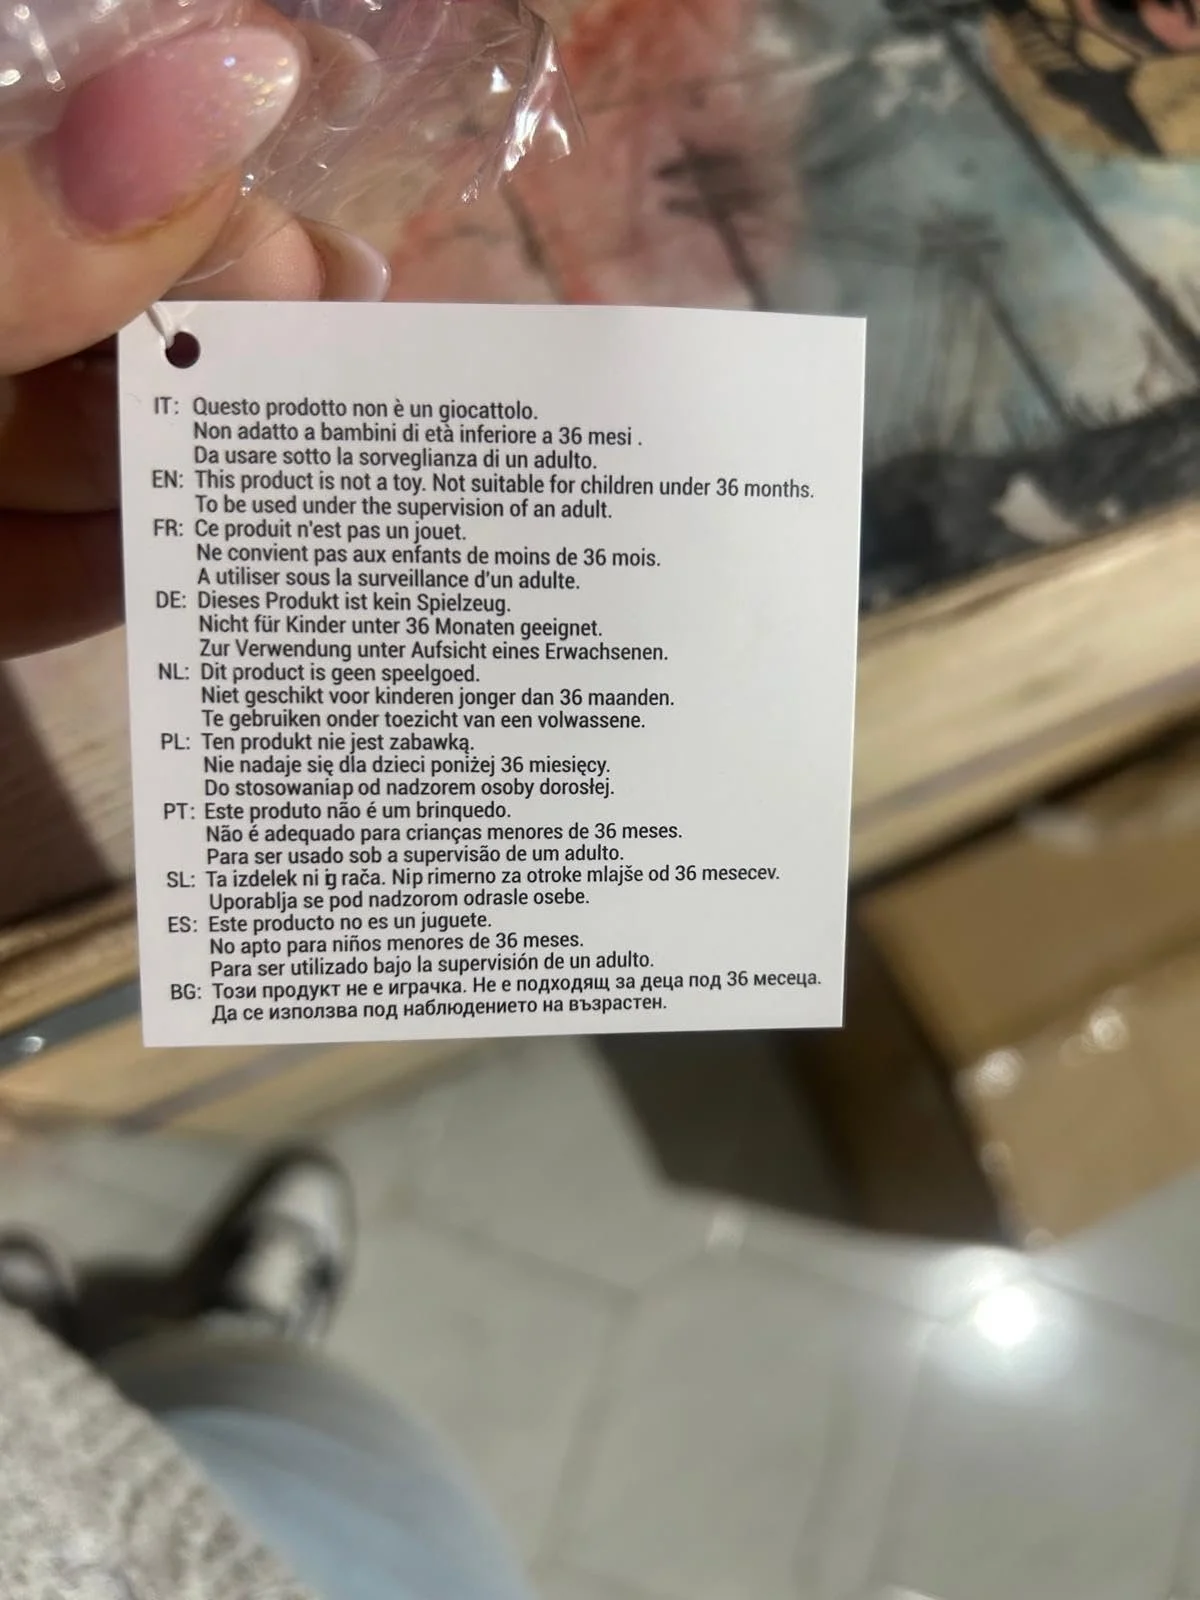 IT: Questo prodotto non è un giocattolo.
Non adatto a bambini di età inferiore a 36 mesi .
Da usare sotto la sorveglianza di un adulto.
EN: This product is not a toy. Not suitable for children under 36 months.
To be used under the supervision of an adult.
FR: Ce produit n'est pas un jouet.
Ne convient pas aux enfants de moins de 36 mois.
A utiliser sous la surveillance d'un adulte.
DE: Dieses Produkt ist kein Spielzeug.
Nicht für Kinder unter 36 Monaten geeignet.
Zur Verwendung unter Aufsicht eines Erwachsenen.
NL: Dit product is geen speelgoed.
Niet geschikt voor kinderen jonger dan 36 maanden.
Te gebruiken onder toezicht van een volwassene.
PL: Ten produkt nie jest zabawką.
Nie nadaje się dla dzieci poniżej 36 miesięcy.
Do stosowaniap od nadzorem osoby dorosłej.
PT: Este produto não é um brinquedo.
Não é adequado para crianças menores de 36 meses.
Para ser usado sob a supervisão de um adulto.
SL: Ta izdelek ni ig rača. Nip rimerno za otroke mlajše od 36 mesecev.
Uporablja se pod nadzorom odrasle osebe.
ES: Este producto no es un juguete.
No apto para niños menores de 36 meses.
Para ser utilizado bajo la supervisión de un adulto.
BG: Този продукт не е играчка. Не е подходящ за деца под 36 месеца.
Да се използва под наблюдението на възрастен.